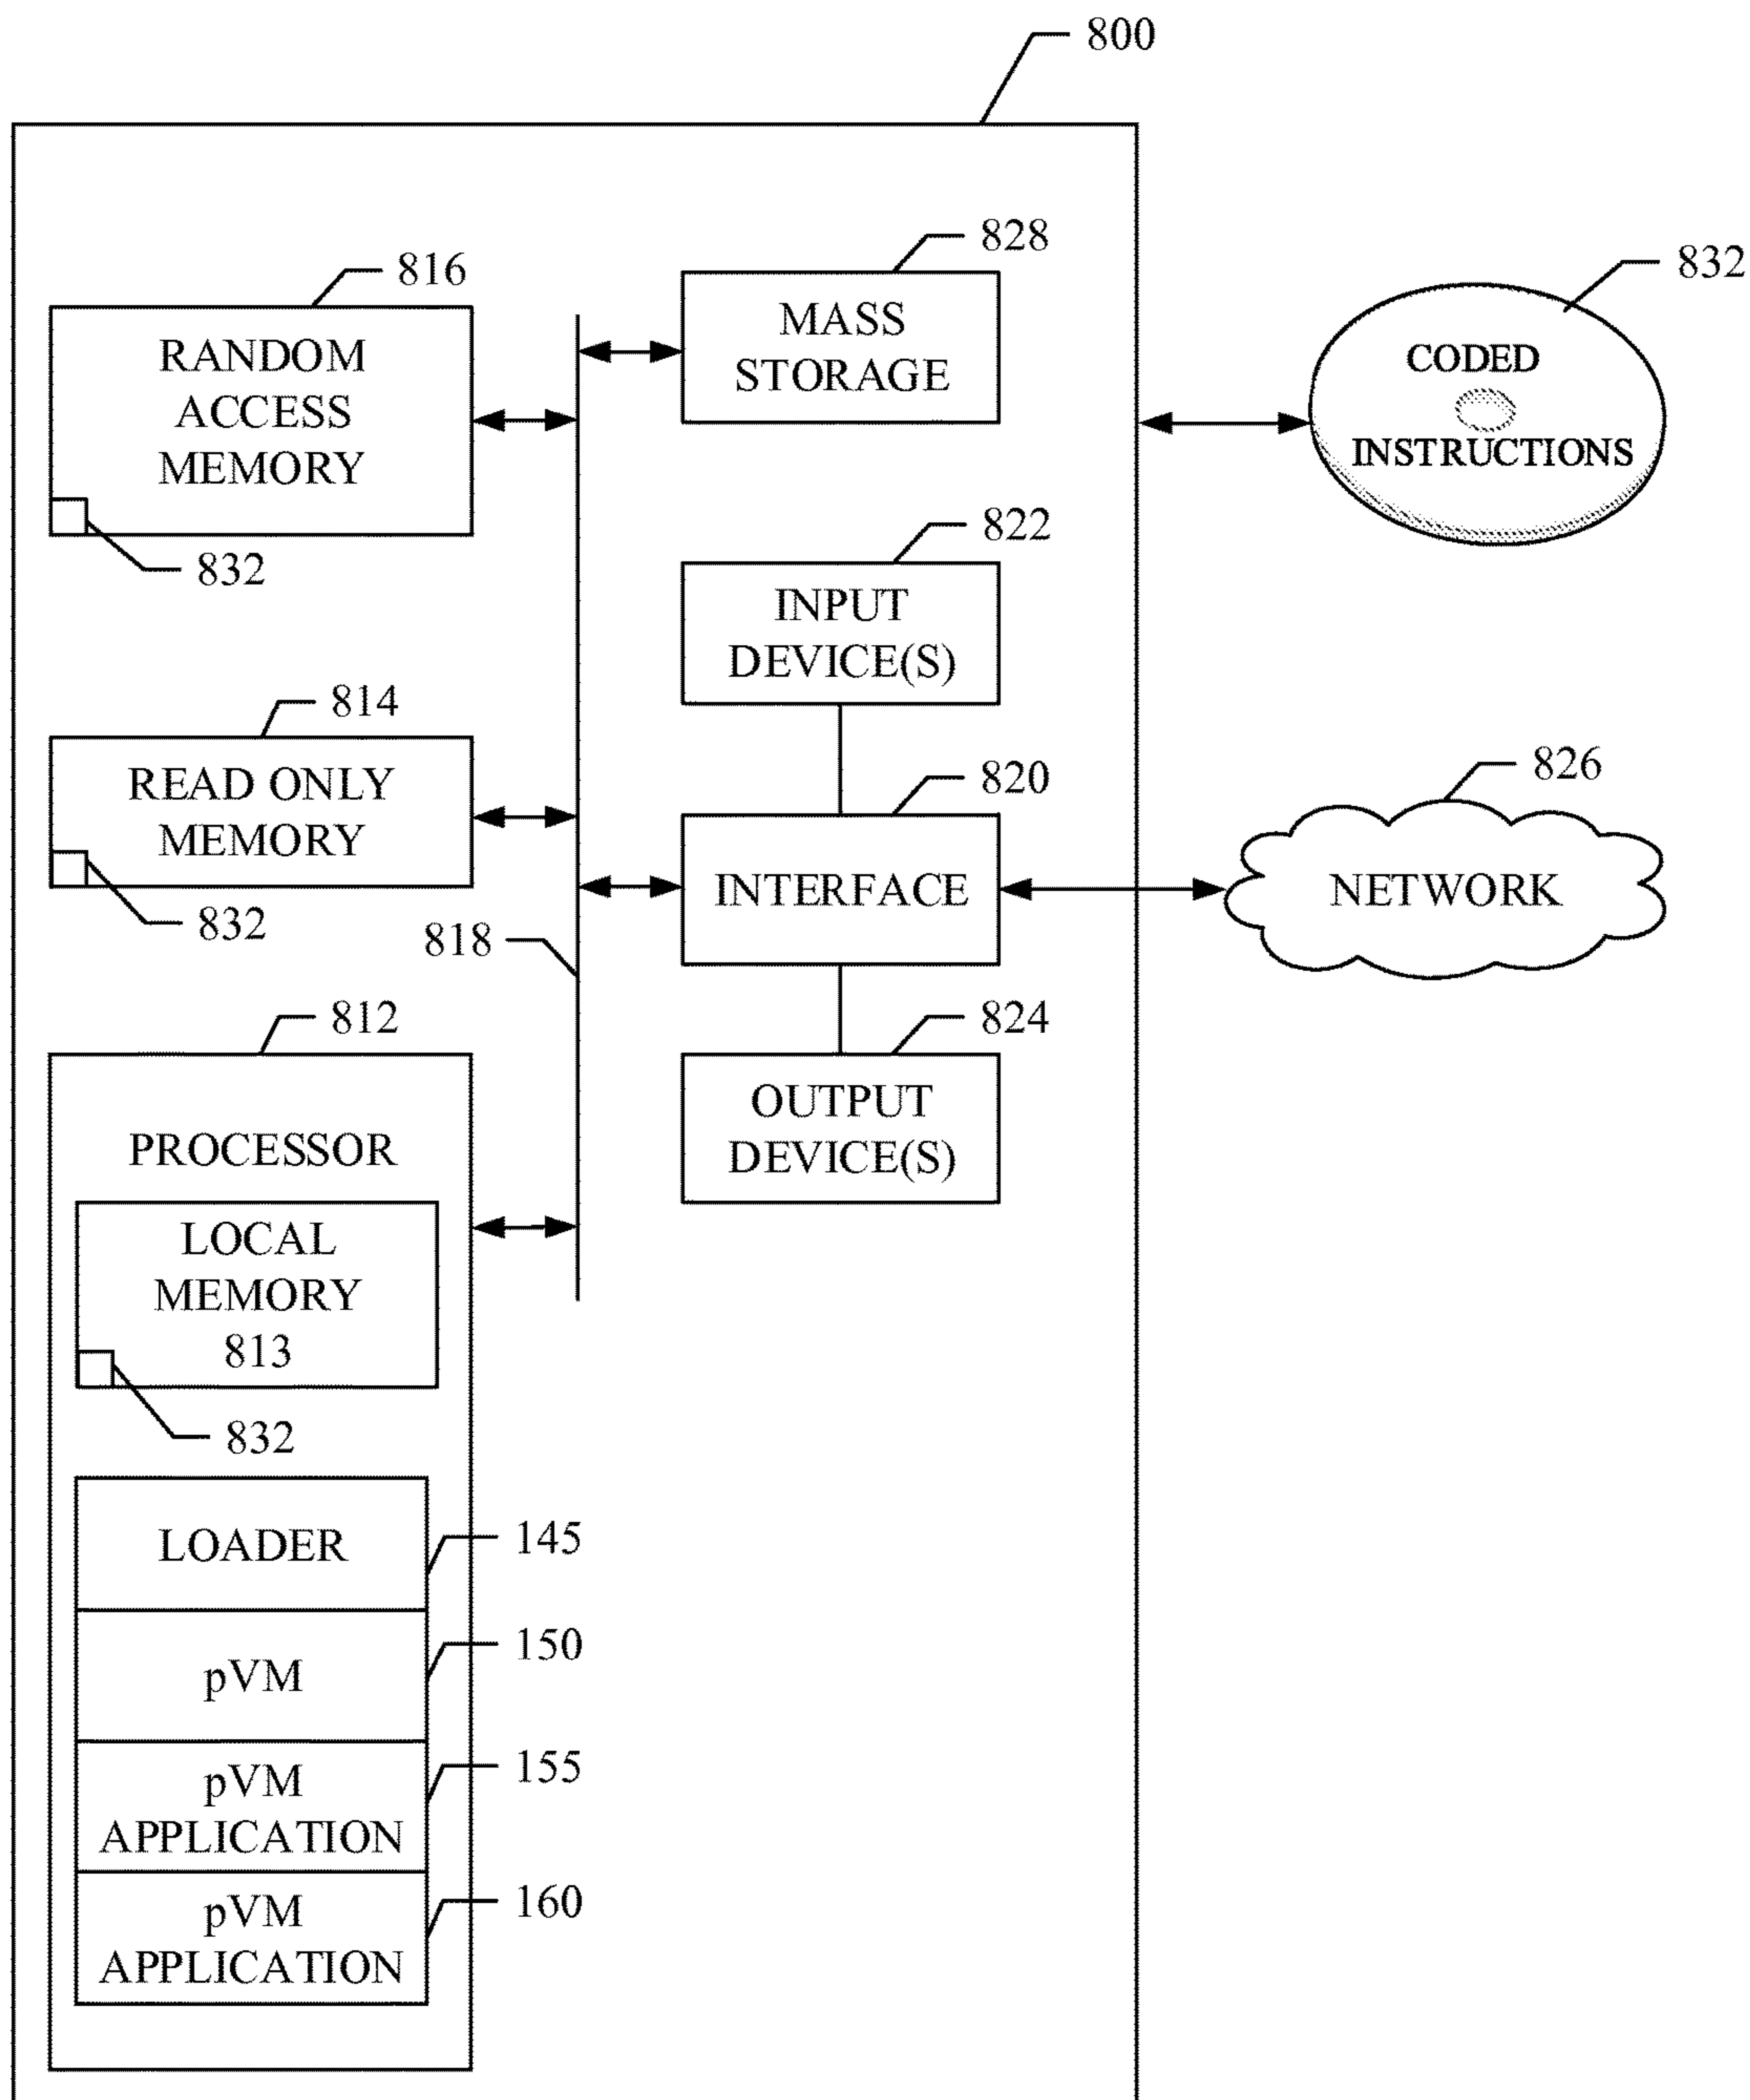 800
828
816
832
MASS
STORAGE
RANDOM
ACCESS
MEMORY
CODED
INSTRUCTIONS
822
832
INPUT
DEVICE(S)
814
820
826
READ ONLY
MEMORY
INTERFACE
NETWORK
832
818
812
824
PROCESSOR
OUTPUT
DEVICE(S)
LOCAL
MEMORY
813
832
LOADER
145
pVM
150
pVM
APPLICATION
155
pVM
APPLICATION
160